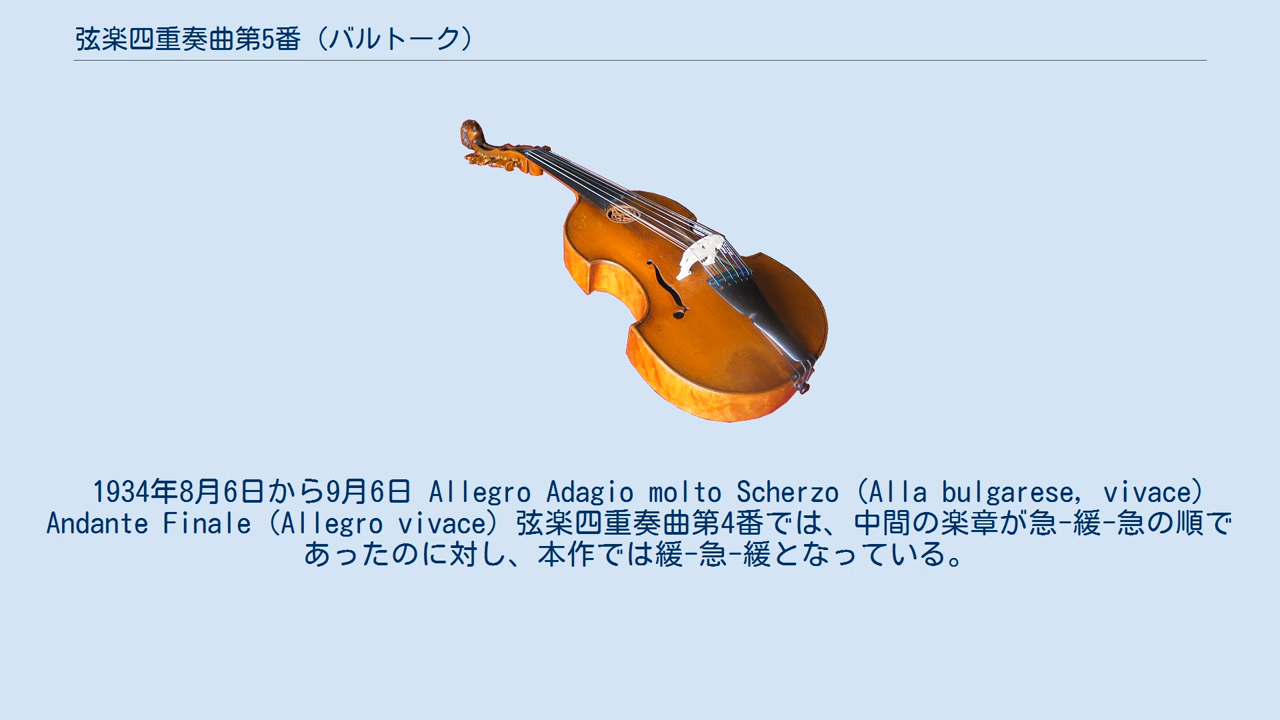 弦楽四重奏曲第5番（バルトーク）
1934年8月6日から9月6日 Allegro Adagio molto Scherzo（Alla bulgarese, vivace）
Andante Finale（Allegro vivace）弦楽四重奏曲第4番では、中間の楽章が急-緩-急の順で
あったのに対し、本作では緩-急-緩となっている。